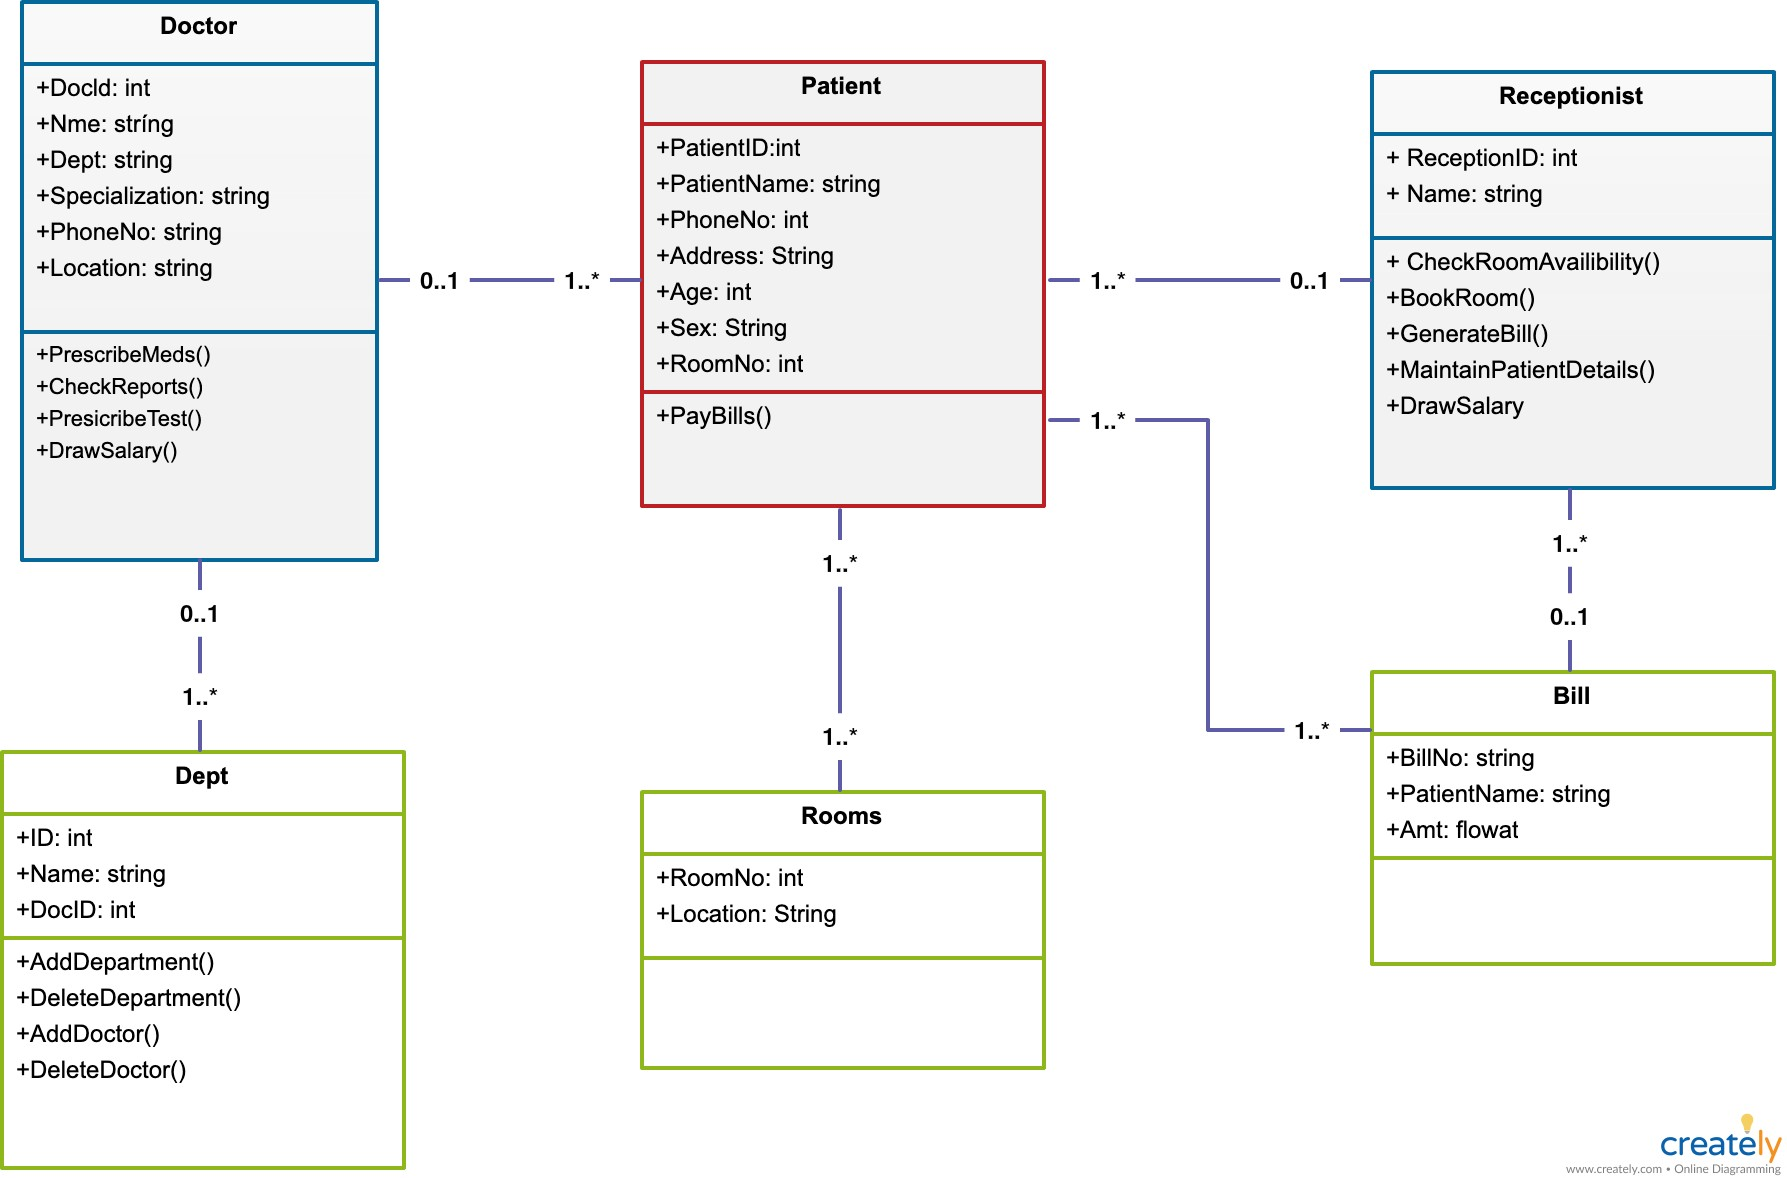 Doctor
+DocId: int
+Nme: stríng
+Dept: string
+Specialization: string
+PhoneNo: string
+Location: string
+PrescribeMeds()
+CheckReports()
+PresicribeTest()
+DrawSalary()
0..1
1..*
Patient
+PatientID:int
+PatientName: string
+PhoneNo: int
+Address: String
+Age: int
+Sex: String
+RoomNo: int
+PayBills()
1..*
0..1
Receptionist
+ ReceptionID: int
+ Name: string
+ CheckRoomAvailibility()
+BookRoom()
+GenerateBill()
+MaintainPatientDetails()
+DrawSalary
1..*
1..*
0..1
1..*
1..*
0..1
1..*
1..*
Dept
+ID: int
+Name: string
+DocID: int
+AddDepartment()
+DeleteDepartment()
+AddDoctor()
+DeleteDoctor()
Rooms
+RoomNo: int
+Location: String
Bill
+BillNo: string
+PatientName: string
+Amt: flowat
creately
www.creately.com • Online Diagramming